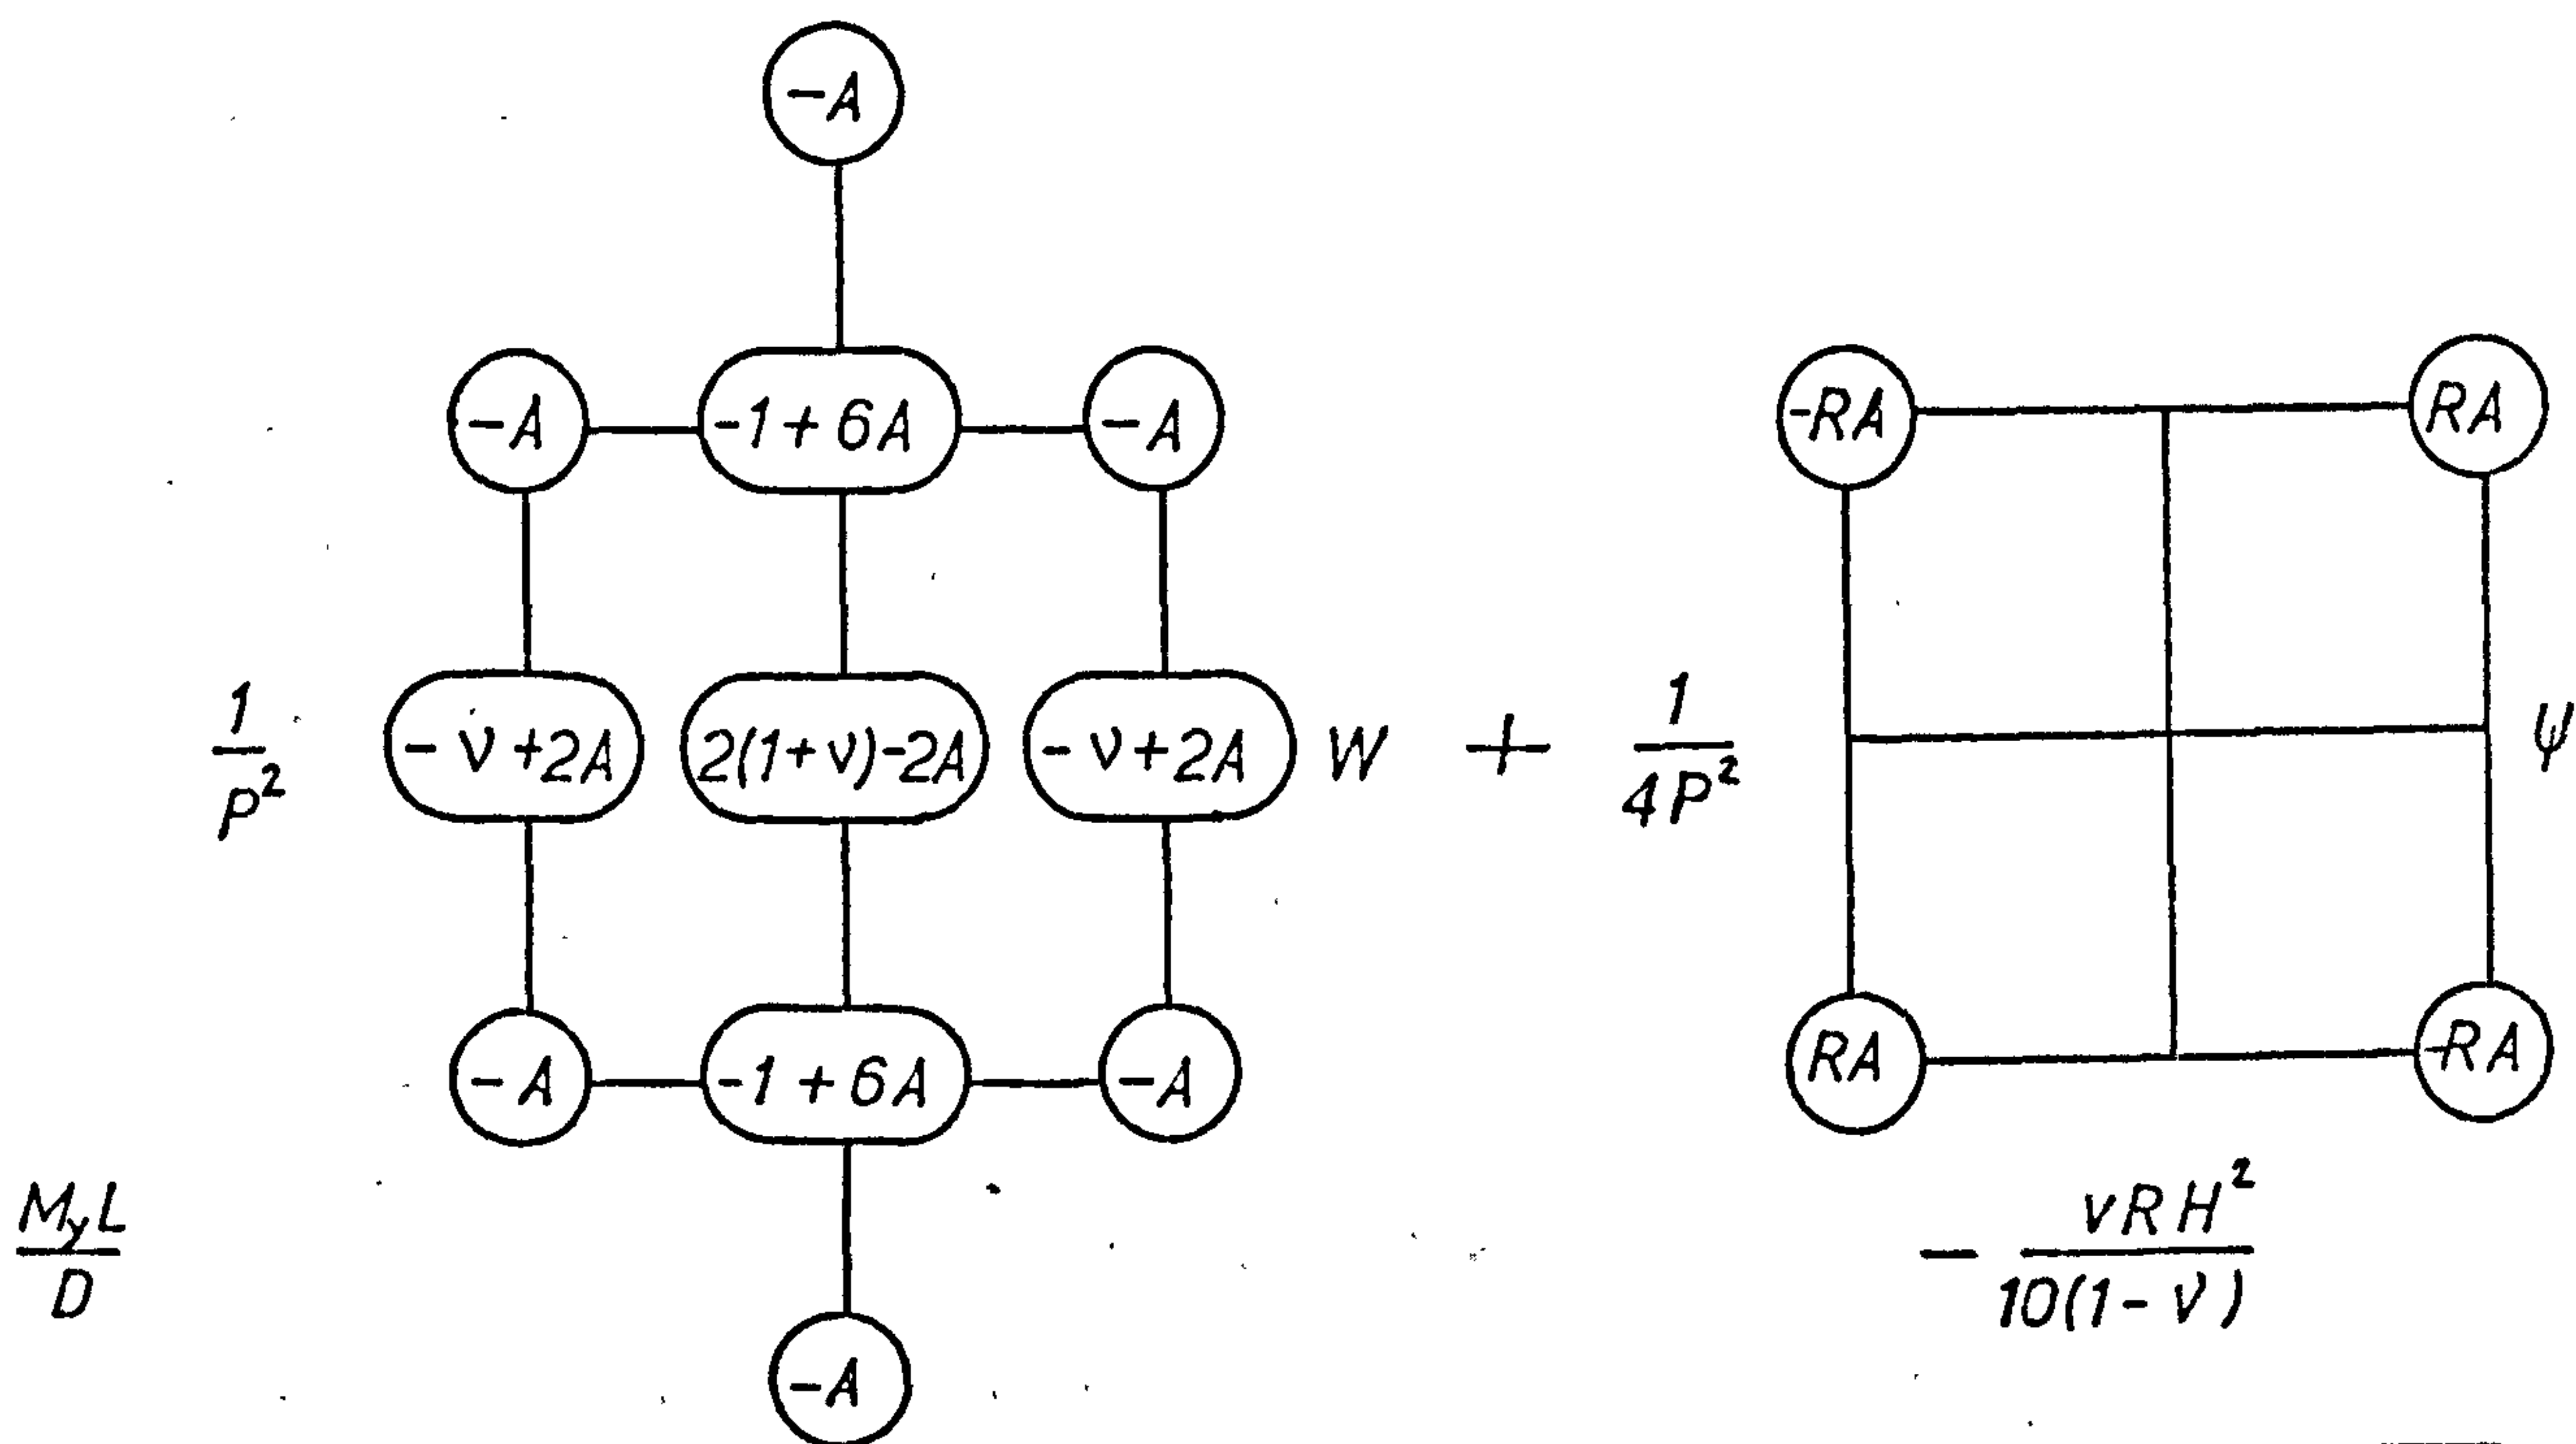 -A
-A -1+6A -A -RA RA
1/P² -ν+2A 2(1+ν)-2A -ν+2A W + 1/4P² ψ
-A -1+6A -A RA -RA
MyL/D - νRH²/10(1-ν)
-A